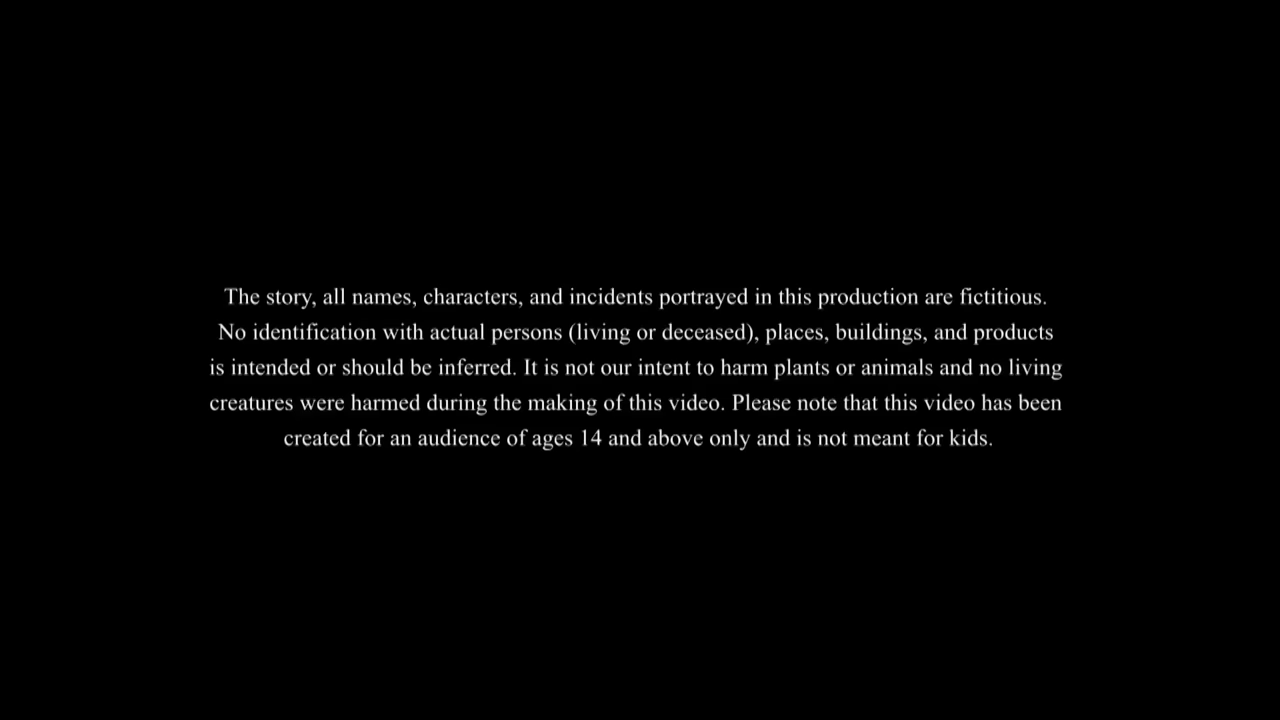 The story, all names, characters, and incidents portrayed in this production are fictitious.
No identification with actual persons (living or deceased), places, buildings, and products
is intended or should be inferred. It is not our intent to harm plants or animals and no living
creatures were harmed during the making of this video. Please note that this video has been
created for an audience of ages 14 and above only and is not meant for kids.